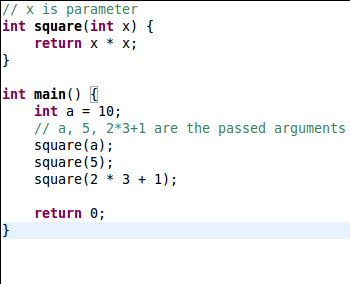 // x is parameter
int square(int x) {
    return x * x;
}

int main() {
    int a = 10;
    // a, 5, 2*3+1 are the passed arguments
    square(a);
    square(5);
    square(2 * 3 + 1);

    return 0;
}